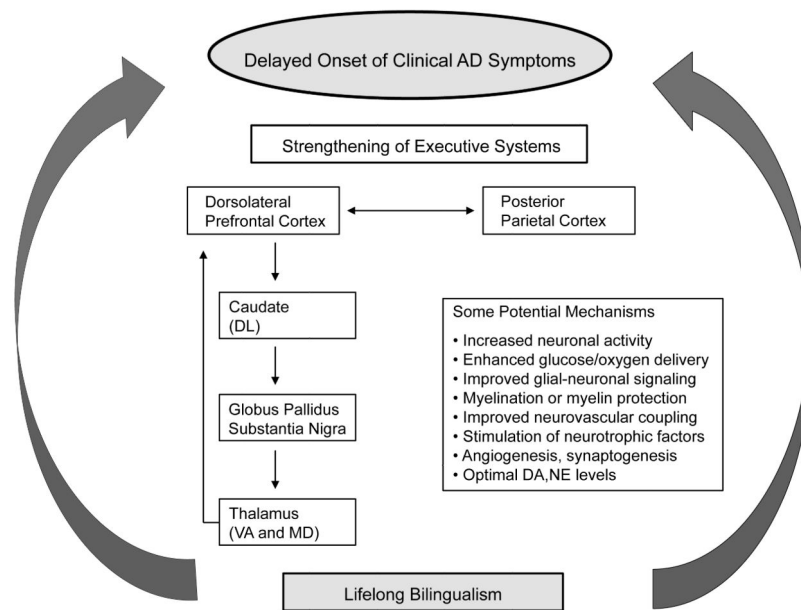 Delayed Onset of Clinical AD Symptoms
Strengthening of Executive Systems
Dorsolateral
Prefrontal Cortex
Posterior
Parietal Cortex
Caudate
(DL)
Globus Pallidus
Substantia Nigra
Thalamus
(VA and MD)
Some Potential Mechanisms
• Increased neuronal activity
• Enhanced glucose/oxygen delivery
• Improved glial-neuronal signaling
• Myelination or myelin protection
• Improved neurovascular coupling
• Stimulation of neurotrophic factors
• Angiogenesis, synaptogenesis
• Optimal DA,NE levels
Lifelong Bilingualism